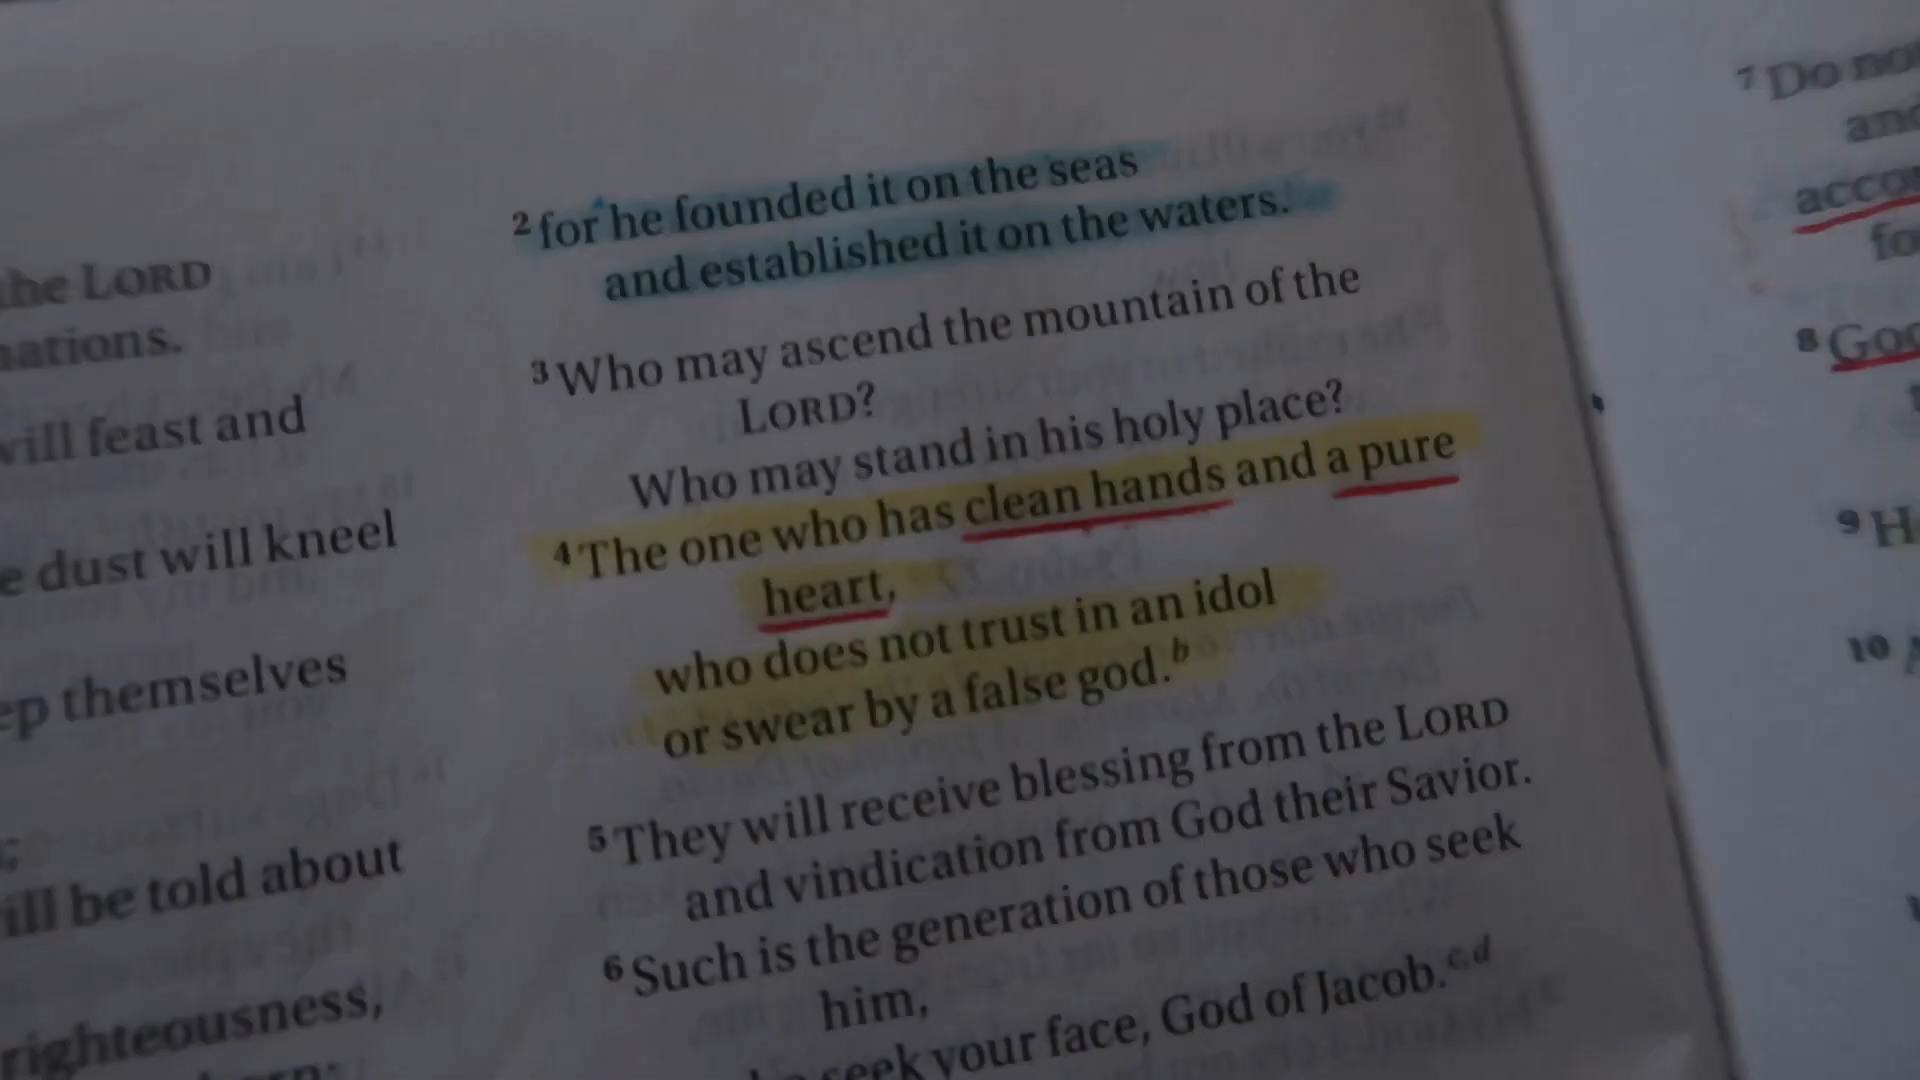 the LORD
nations.
will feast and
dust will kneel
themselves
will be told about
righteousness,
2 for he founded it on the seas
and established it on the waters.
3 Who may ascend the mountain of the
LORD?
Who may stand in his holy place?
4 The one who has clean hands and a pure
heart,
who does not trust in an idol
or swear by a false god.b
5 They will receive blessing from the LORD
and vindication from God their Savior.
6 Such is the generation of those who seek
him,
seek your face, God of Jacob.c,d
7 Do
8
9
10